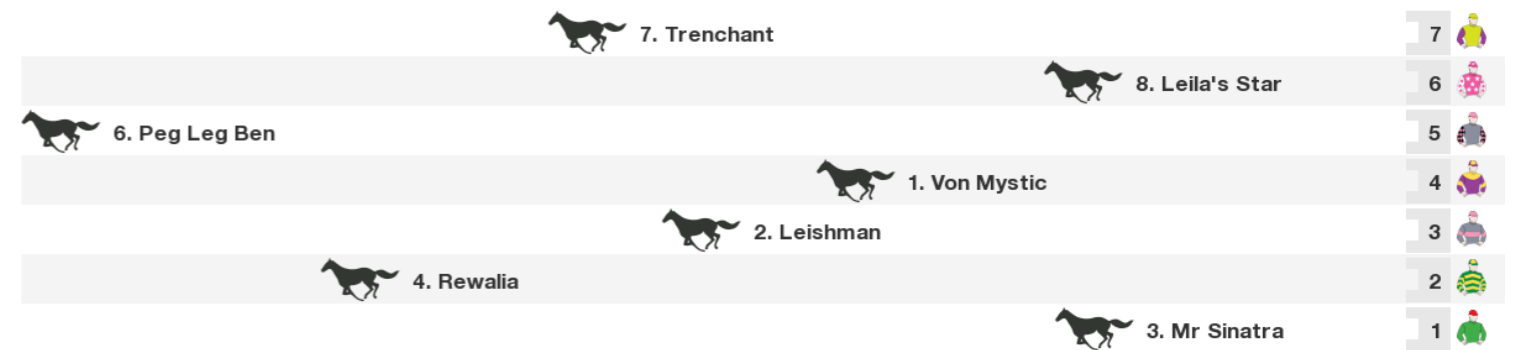 7. Trenchant 7
8. Leila's Star 6
6. Peg Leg Ben 5
1. Von Mystic 4
2. Leishman 3
4. Rewalia 2
3. Mr Sinatra 1